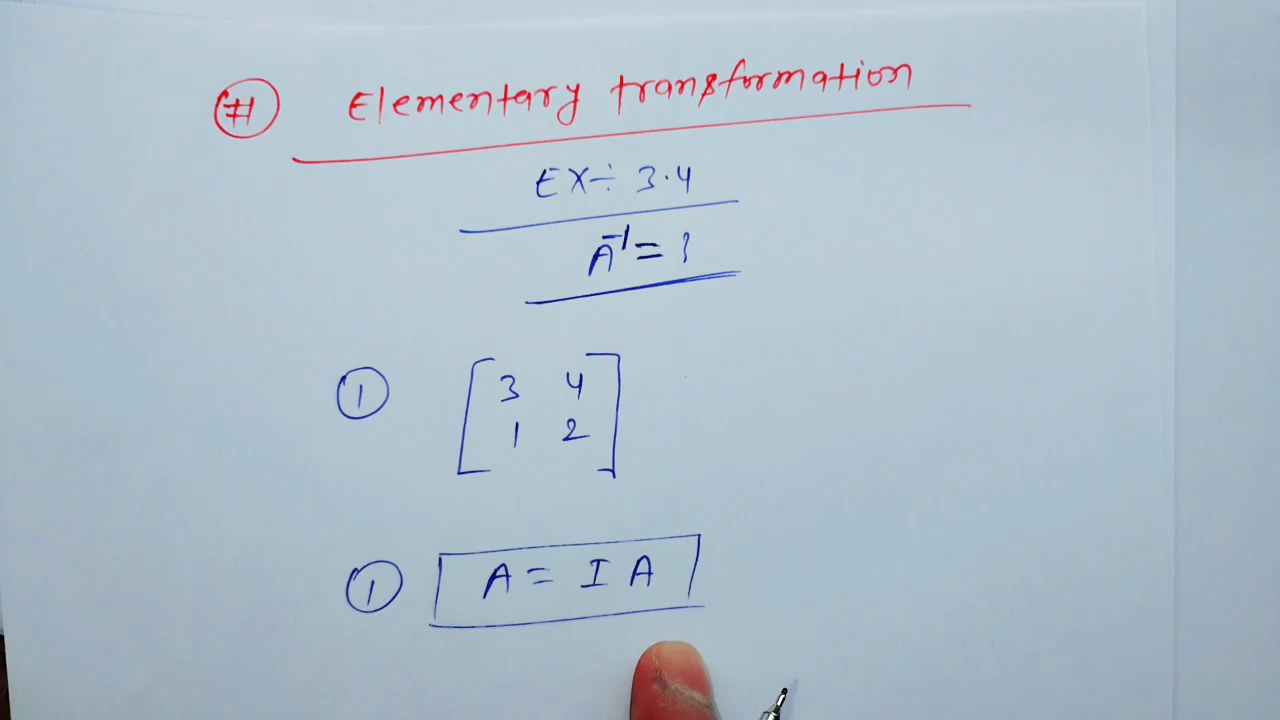 # Elementary transformation
EX÷ 3.4
A⁻¹ = ?
1 [3 4
1 2]
1 A = I A